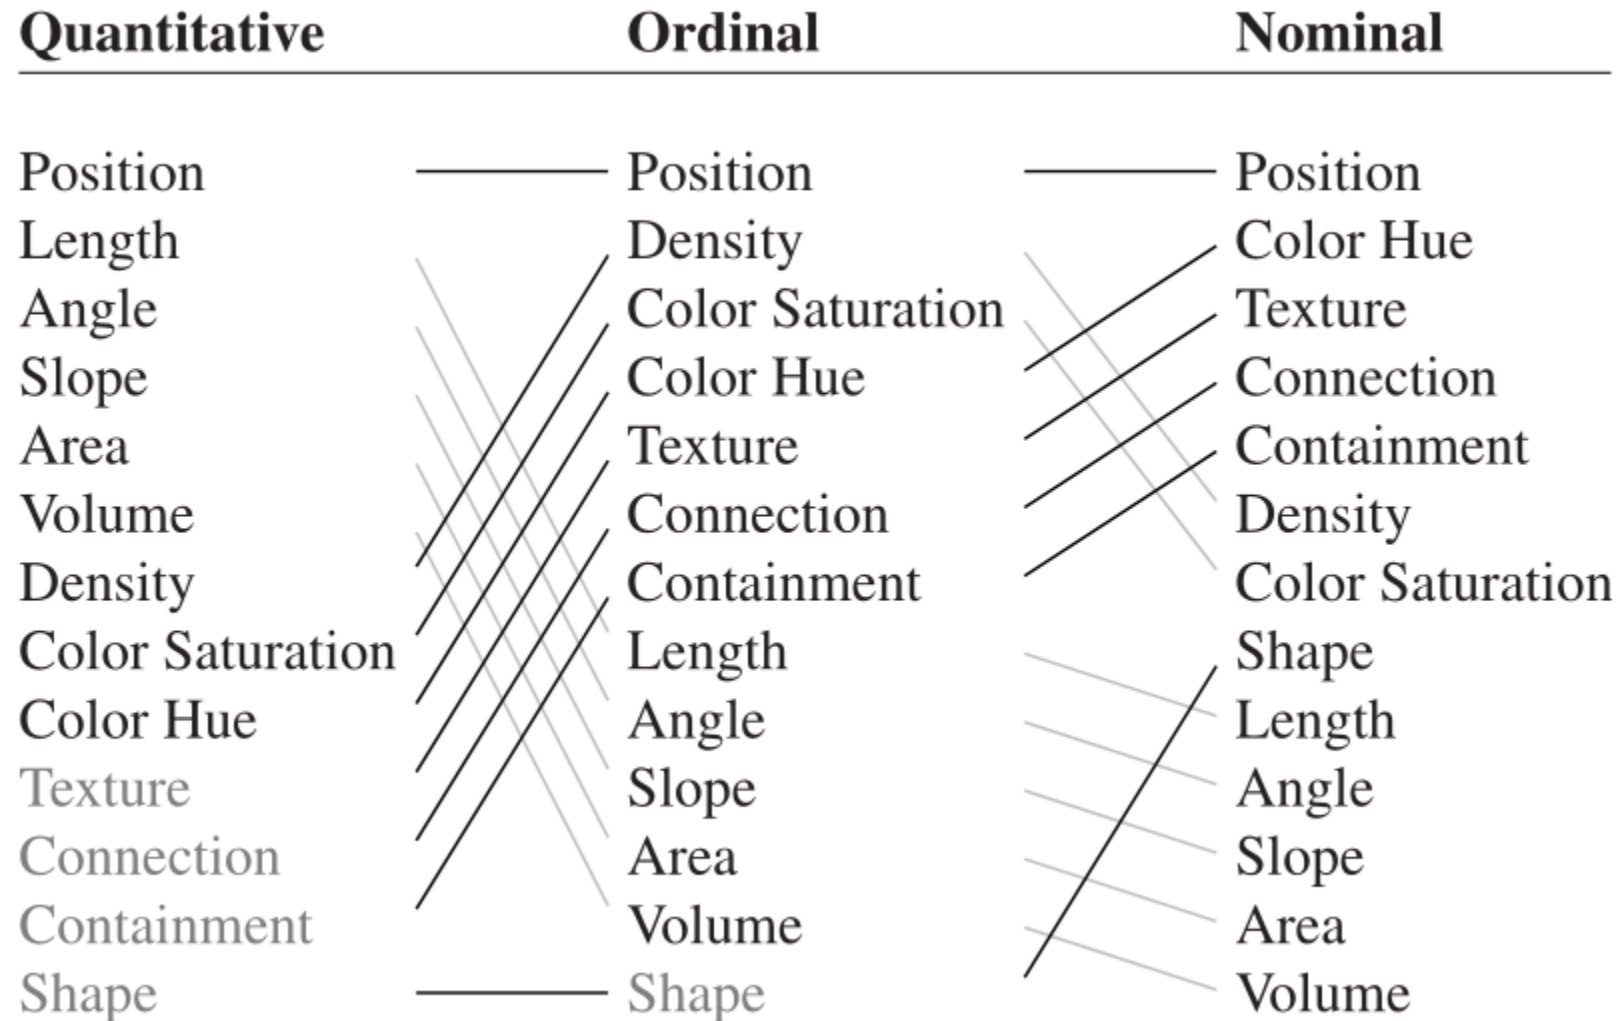 Quantitative Ordinal Nominal
Position Position Position
Length Density Color Hue
Angle Color Saturation Texture
Slope Color Hue Connection
Area Texture Containment
Volume Connection Density
Density Containment Color Saturation
Color Saturation Length Shape
Color Hue Angle Length
Texture Slope Angle
Connection Area Slope
Containment Volume Area
Shape Shape Volume